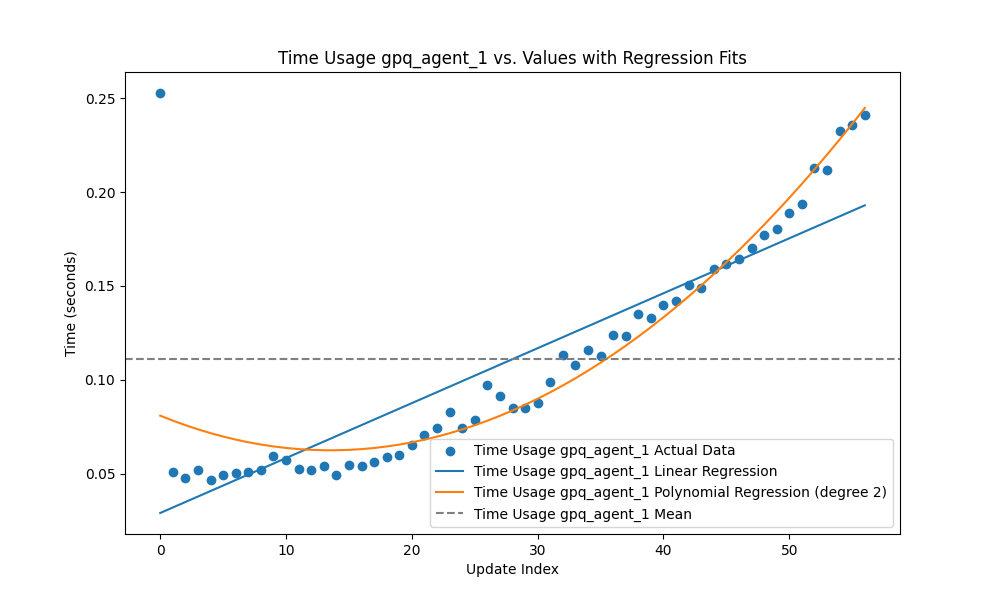 Time Usage gpq_agent_1 vs. Values with Regression Fits
Time (seconds)
0.25
0.20
0.15
0.10
0.05
Time Usage gpq_agent_1 Actual Data
Time Usage gpq_agent_1 Linear Regression
Time Usage gpq_agent_1 Polynomial Regression (degree 2)
Time Usage gpq_agent_1 Mean
0 10 20 30 40 50
Update Index